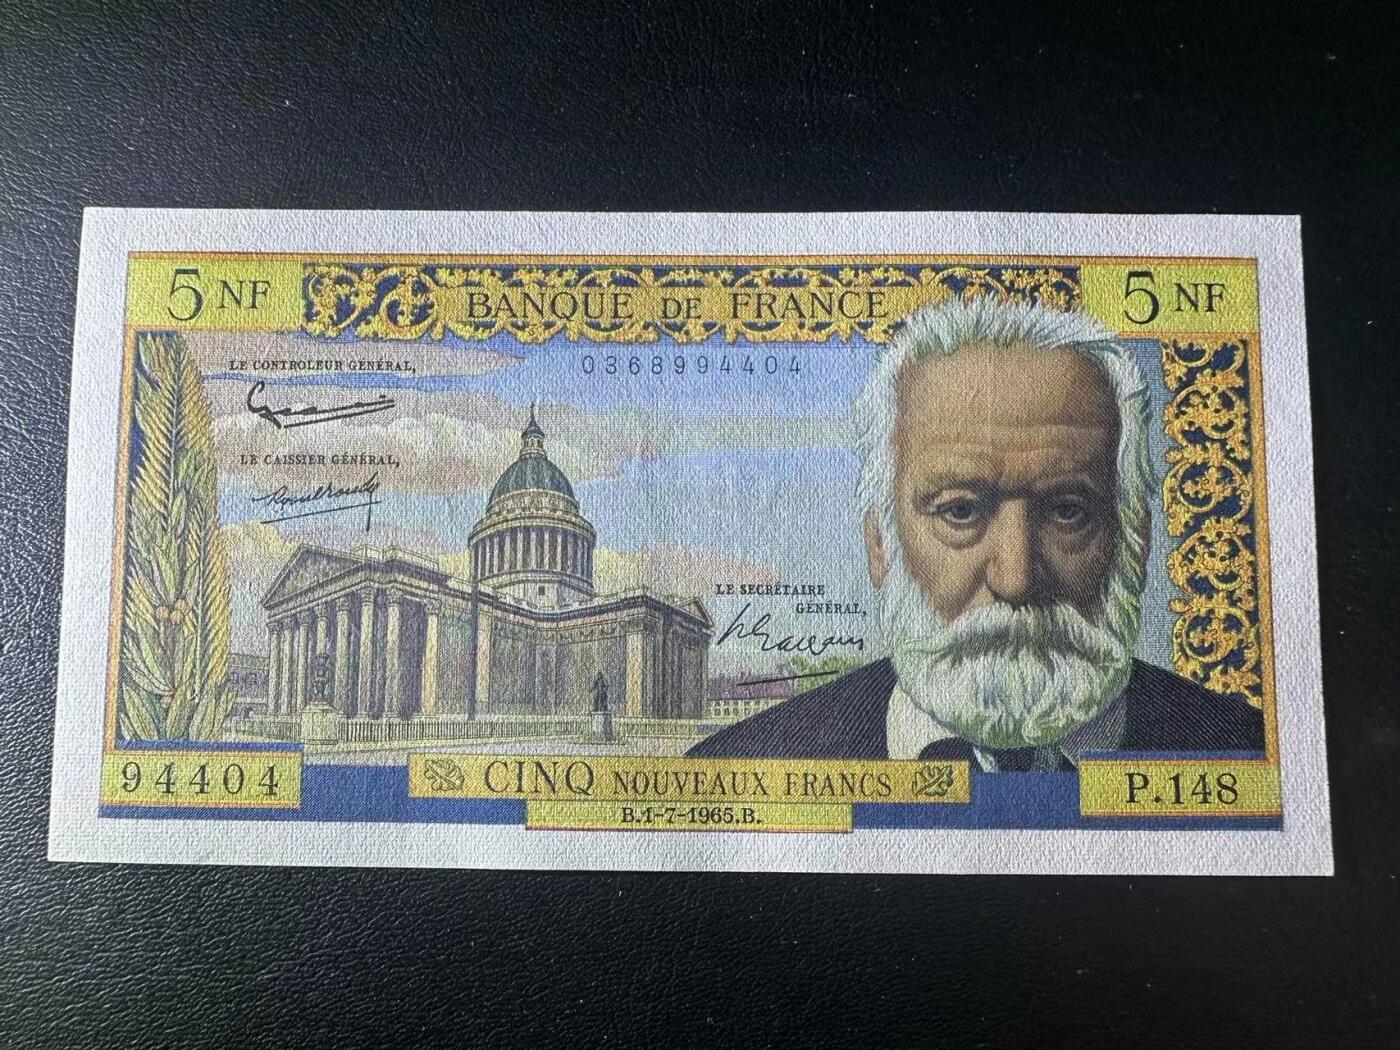 5 NF BANQUE DE FRANCE 5 NF
0368994404
LE CONTROLEUR GÉNÉRAL,
LE CAISSIER GÉNÉRAL,
LE SECRÉTAIRE
GÉNÉRAL,
94404 CINQ NOUVEAUX FRANCS P.148
B.1-7-1965.B.